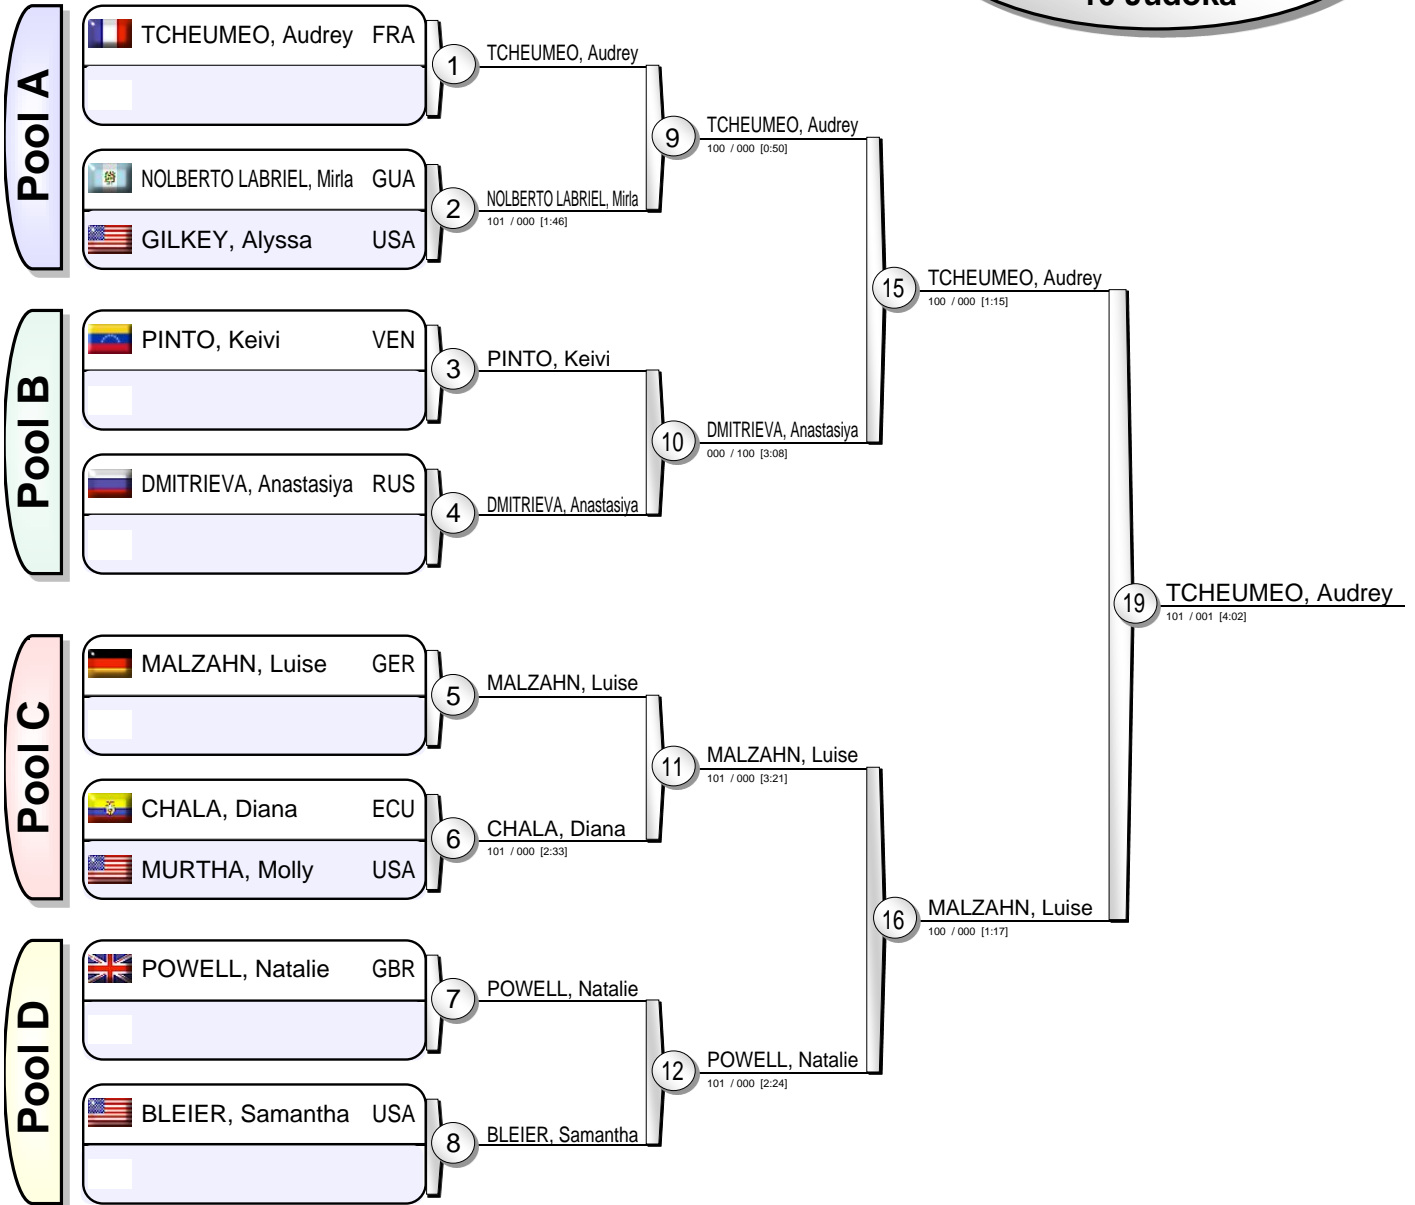 10 Judoka
Pool A
TCHEUMEO, Audrey FRA
NOLBERTO LABRIEL, Mirla GUA
GILKEY, Alyssa USA
1
TCHEUMEO, Audrey
2
NOLBERTO LABRIEL, Mirla
101 / 000 [1:46]
9
TCHEUMEO, Audrey
100 / 000 [0:50]
Pool B
PINTO, Keivi VEN
DMITRIEVA, Anastasiya RUS
3
PINTO, Keivi
4
DMITRIEVA, Anastasiya
10
DMITRIEVA, Anastasiya
000 / 100 [3:08]
15
TCHEUMEO, Audrey
100 / 000 [1:15]
Pool C
MALZAHN, Luise GER
CHALA, Diana ECU
MURTHA, Molly USA
5
MALZAHN, Luise
6
CHALA, Diana
101 / 000 [2:33]
11
MALZAHN, Luise
101 / 000 [3:21]
Pool D
POWELL, Natalie GBR
BLEIER, Samantha USA
7
POWELL, Natalie
8
BLEIER, Samantha
12
POWELL, Natalie
101 / 000 [2:24]
16
MALZAHN, Luise
100 / 000 [1:17]
19
TCHEUMEO, Audrey
101 / 001 [4:02]